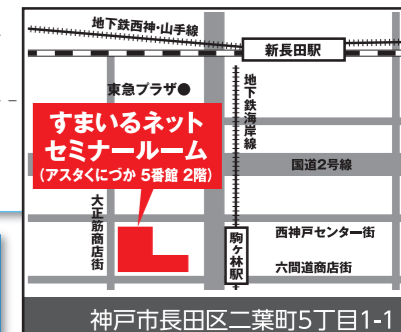 地下鉄西神・山手線
新長田駅
東急プラザ●
地下鉄海岸線
すまいるネット
セミナールーム
(アスタくにづか 5番館 2階)
国道2号線
大正筋商店街
駒ヶ林駅
西神戸センター街
六間道商店街
神戸市長田区二葉町5丁目1-1